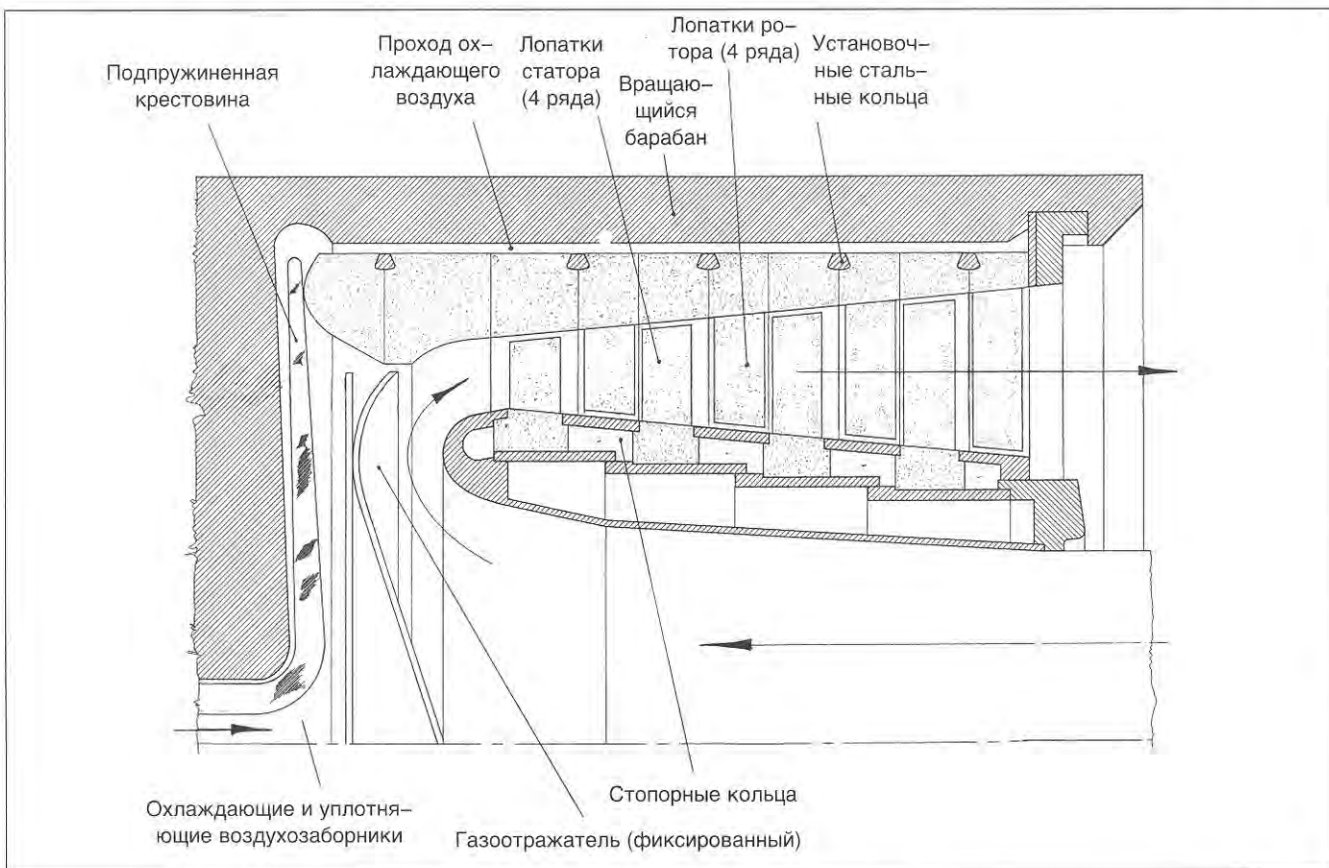 Подпружиненная
крестовина
Проход ох–
лаждающего
воздуха
Лопатки
статора
(4 ряда)
Вращаю–
щийся
барабан
Лопатки ро–
тора (4 ряда)
Установоч–
ные сталь–
ные кольца
Охлаждающие и уплотня–
ющие воздухозаборники
Газоотражатель (фиксированный)
Стопорные кольца